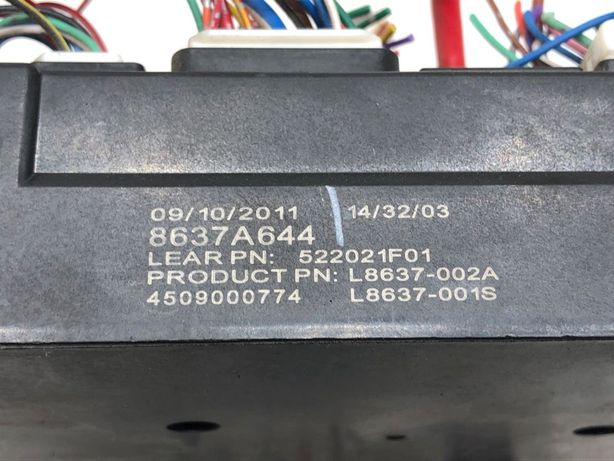 09/10/2011 14/32/03
8637A644
LEAR PN: 522021F01
PRODUCT PN: L8637-002A
4509000774 L8637-001S